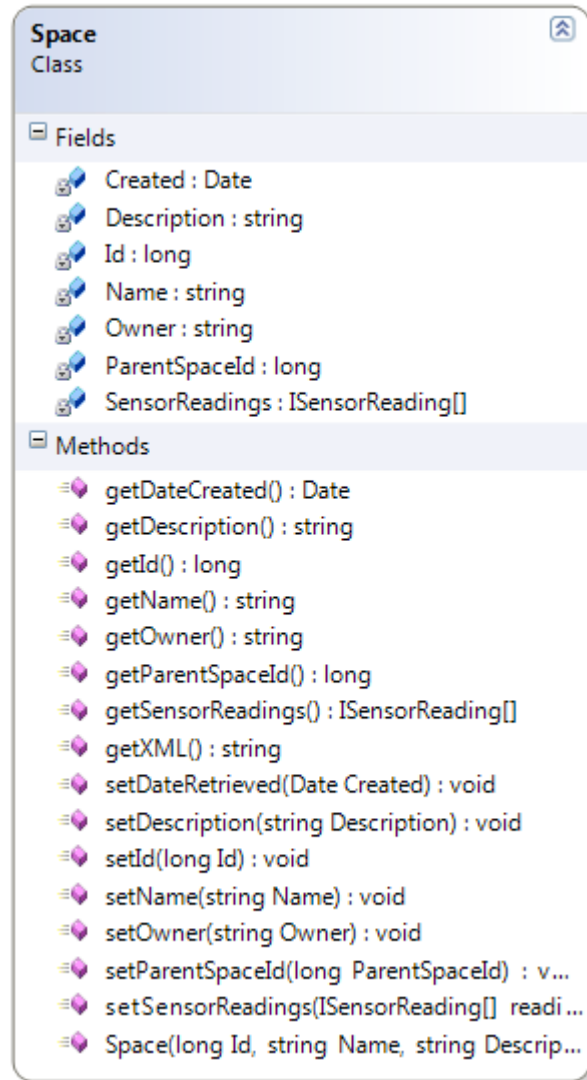 Space
Class
Fields
Created : Date
Description : string
Id : long
Name : string
Owner : string
ParentSpaceId : long
SensorReadings : ISensorReading[]
Methods
getDateCreated() : Date
getDescription() : string
getId() : long
getName() : string
getOwner() : string
getParentSpaceId() : long
getSensorReadings() : ISensorReading[]
getXML() : string
setDateRetrieved(Date Created) : void
setDescription(string Description) : void
setId(long Id) : void
setName(string Name) : void
setOwner(string Owner) : void
setParentSpaceId(long ParentSpaceId) : v...
setSensorReadings(ISensorReading[] readi...
Space(long Id, string Name, string Descrip...